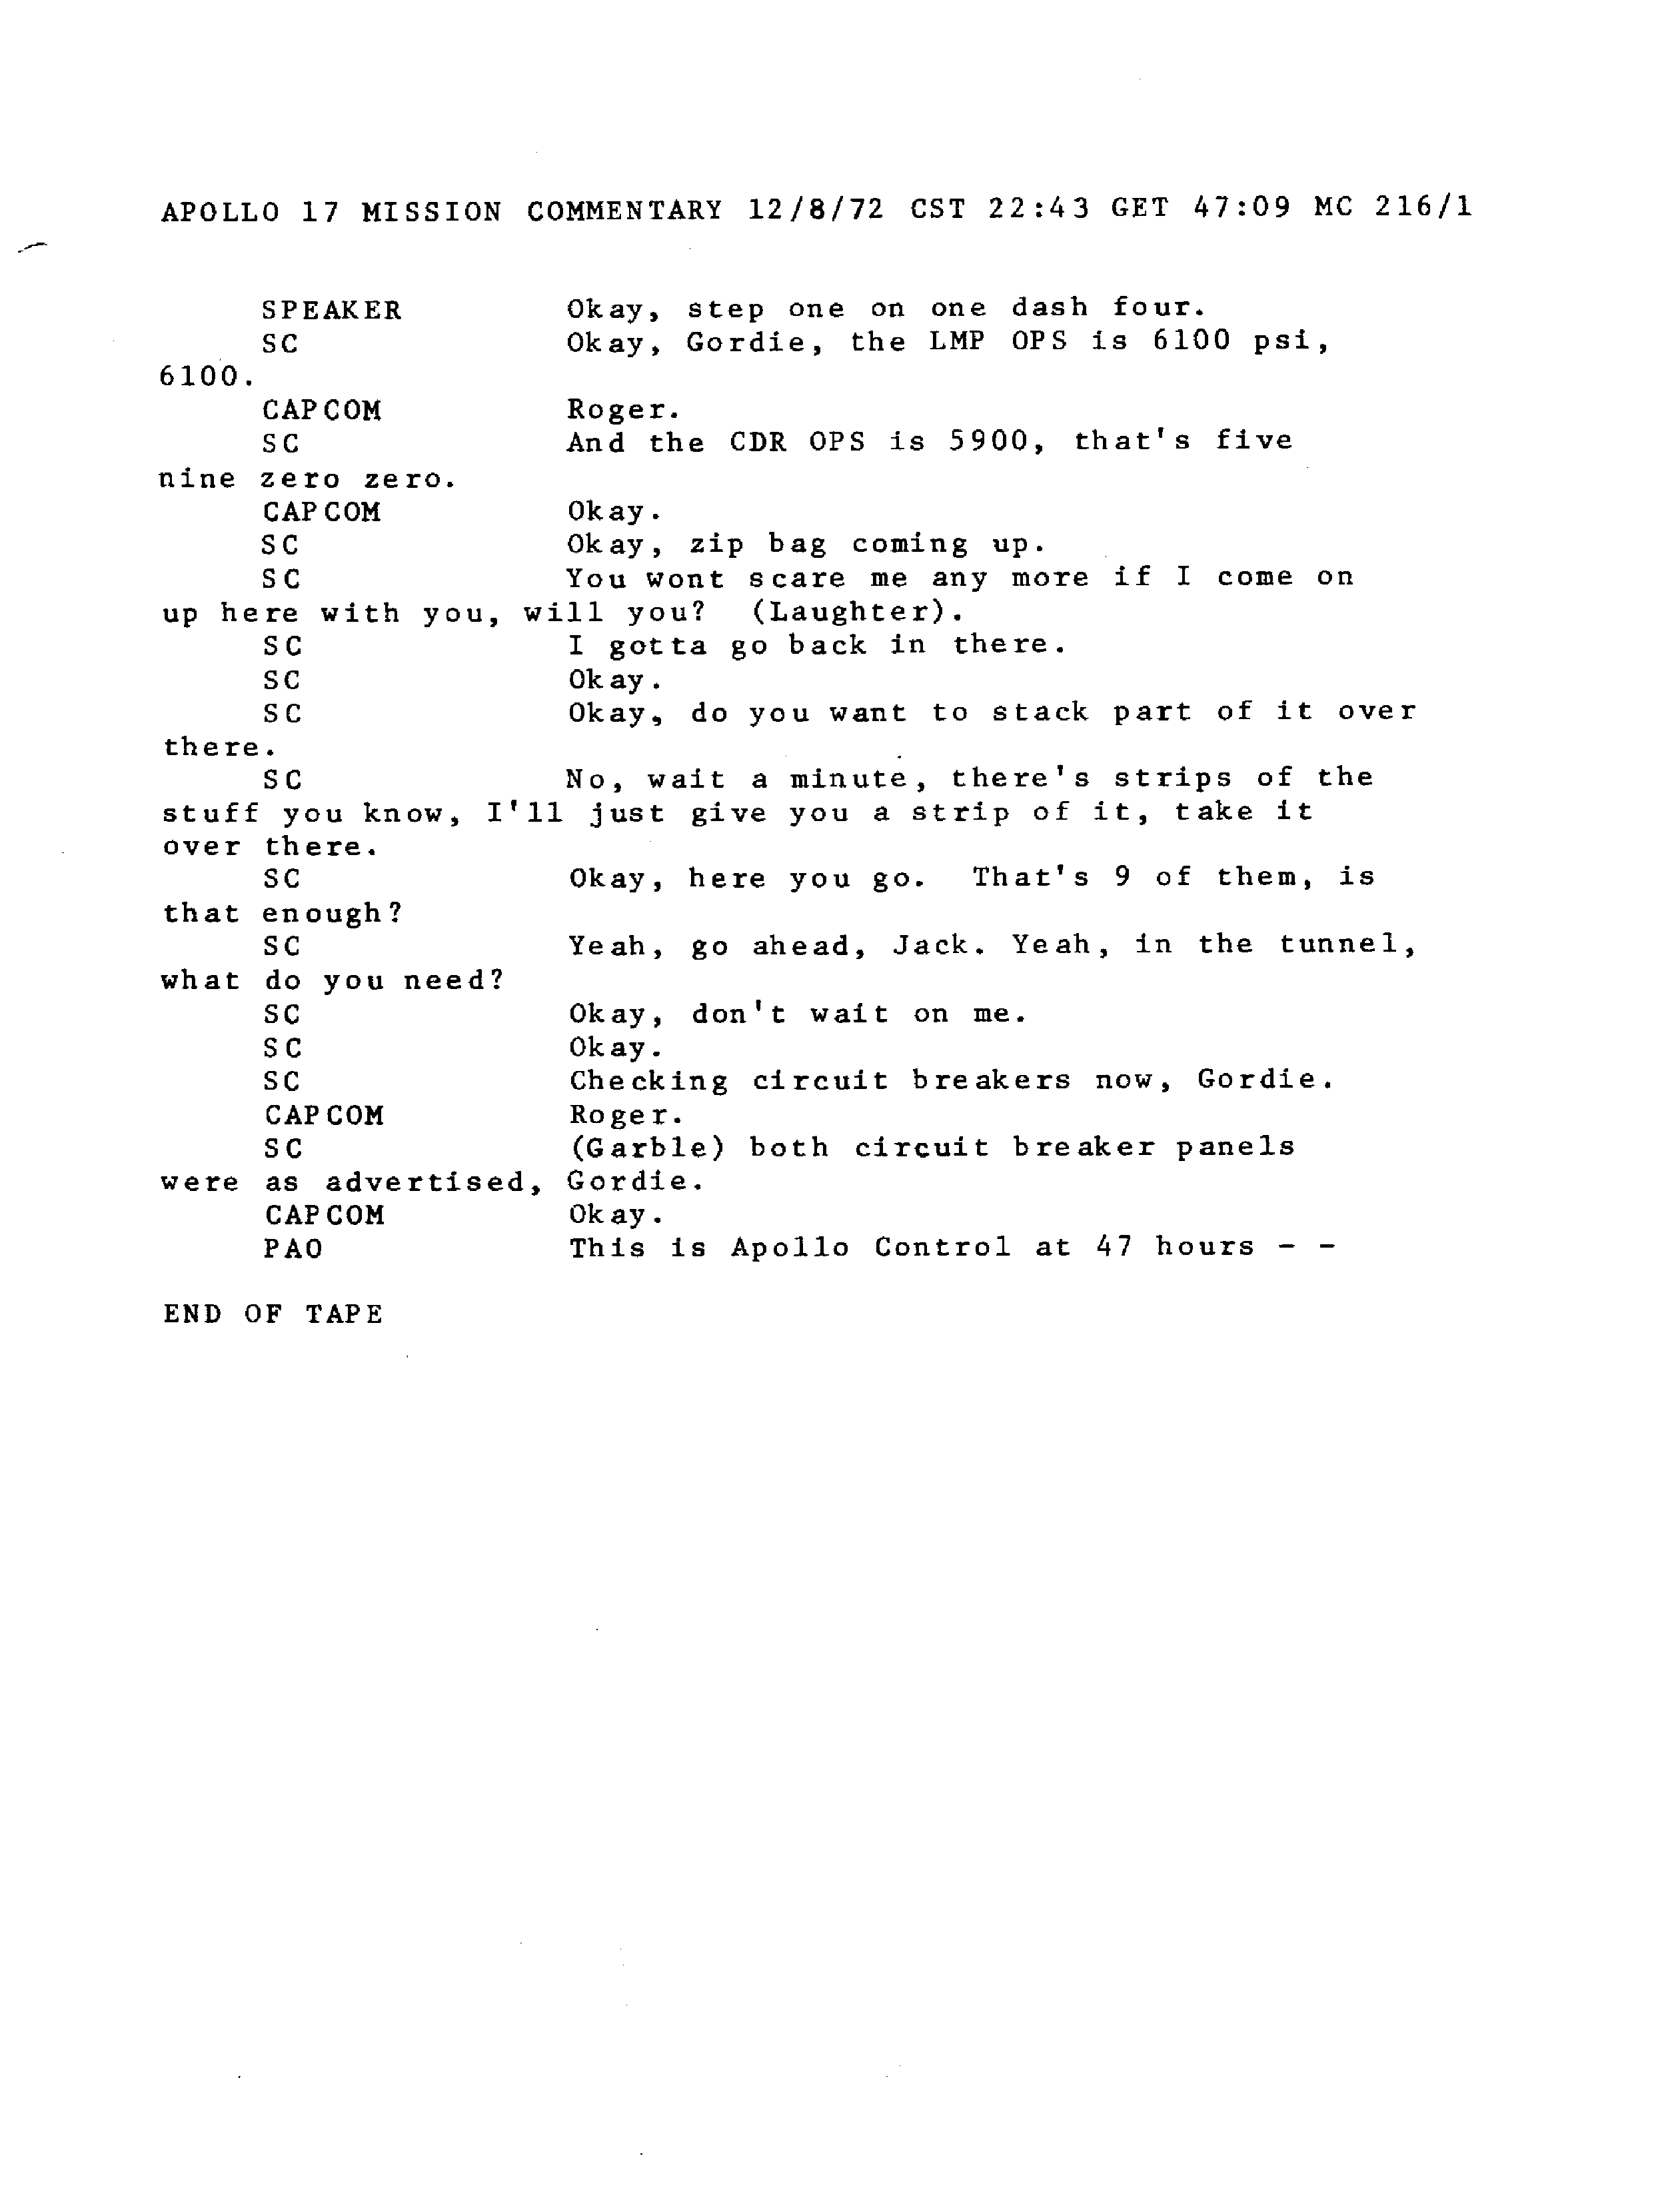 APOLLO 17 MISSION COMMENTARY 12/8/72 CST 22:43 GET 47:09 MC 216/1
SPEAKER Okay, step one on one dash four.
SC Okay, Gordie, the LMP OPS is 6100 psi,
6100.
CAPCOM Roger.
SC And the CDR OPS is 5900, that's five
nine zero zero.
CAPCOM Okay.
SC Okay, zip bag coming up.
SC You wont scare me any more if I come on
up here with you, will you? (Laughter).
SC I gotta go back in there.
SC Okay.
SC Okay, do you want to stack part of it over
there.
SC No, wait a minute, there's strips of the
stuff you know, I'll just give you a strip of it, take it
over there.
SC Okay, here you go. That's 9 of them, is
that enough?
SC Yeah, go ahead, Jack. Yeah, in the tunnel,
what do you need?
SC Okay, don't wait on me.
SC Okay.
SC Checking circuit breakers now, Gordie.
CAPCOM Roger.
SC (Garble) both circuit breaker panels
were as advertised, Gordie.
CAPCOM Okay.
PAO This is Apollo Control at 47 hours - -
END OF TAPE